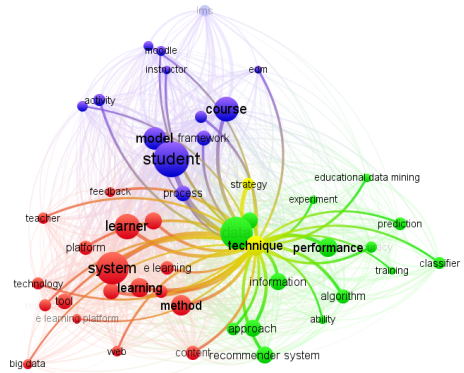 lms
moodle
instructor
edm
activity
course
model
framework
student
process
strategy
educational data mining
feedback
experiment
teacher
learner
prediction
technique
performance
platform
classifier
system
e learning
training
technology
information
learning
tool
method
algorithm
e learning platform
ability
approach
web
content
recommender system
big data